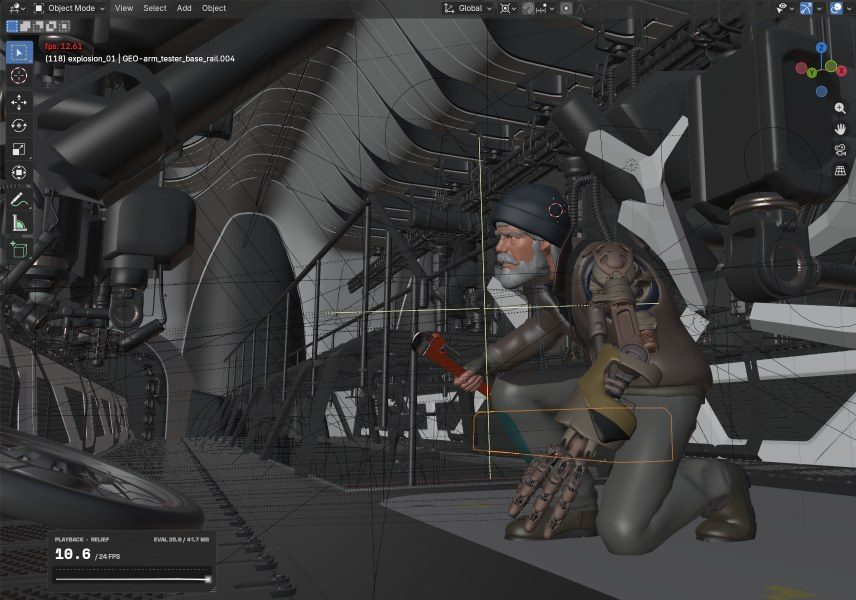 Object Mode View Select Add Object Global
fps: 12.61
(118) explosion_01 | GEO-arm_tester_base_rail.004
Z
Y
X
PLAYBACK · RELIEF EVAL 25.9 / 41.7 MS
10.6 / 24 FPS